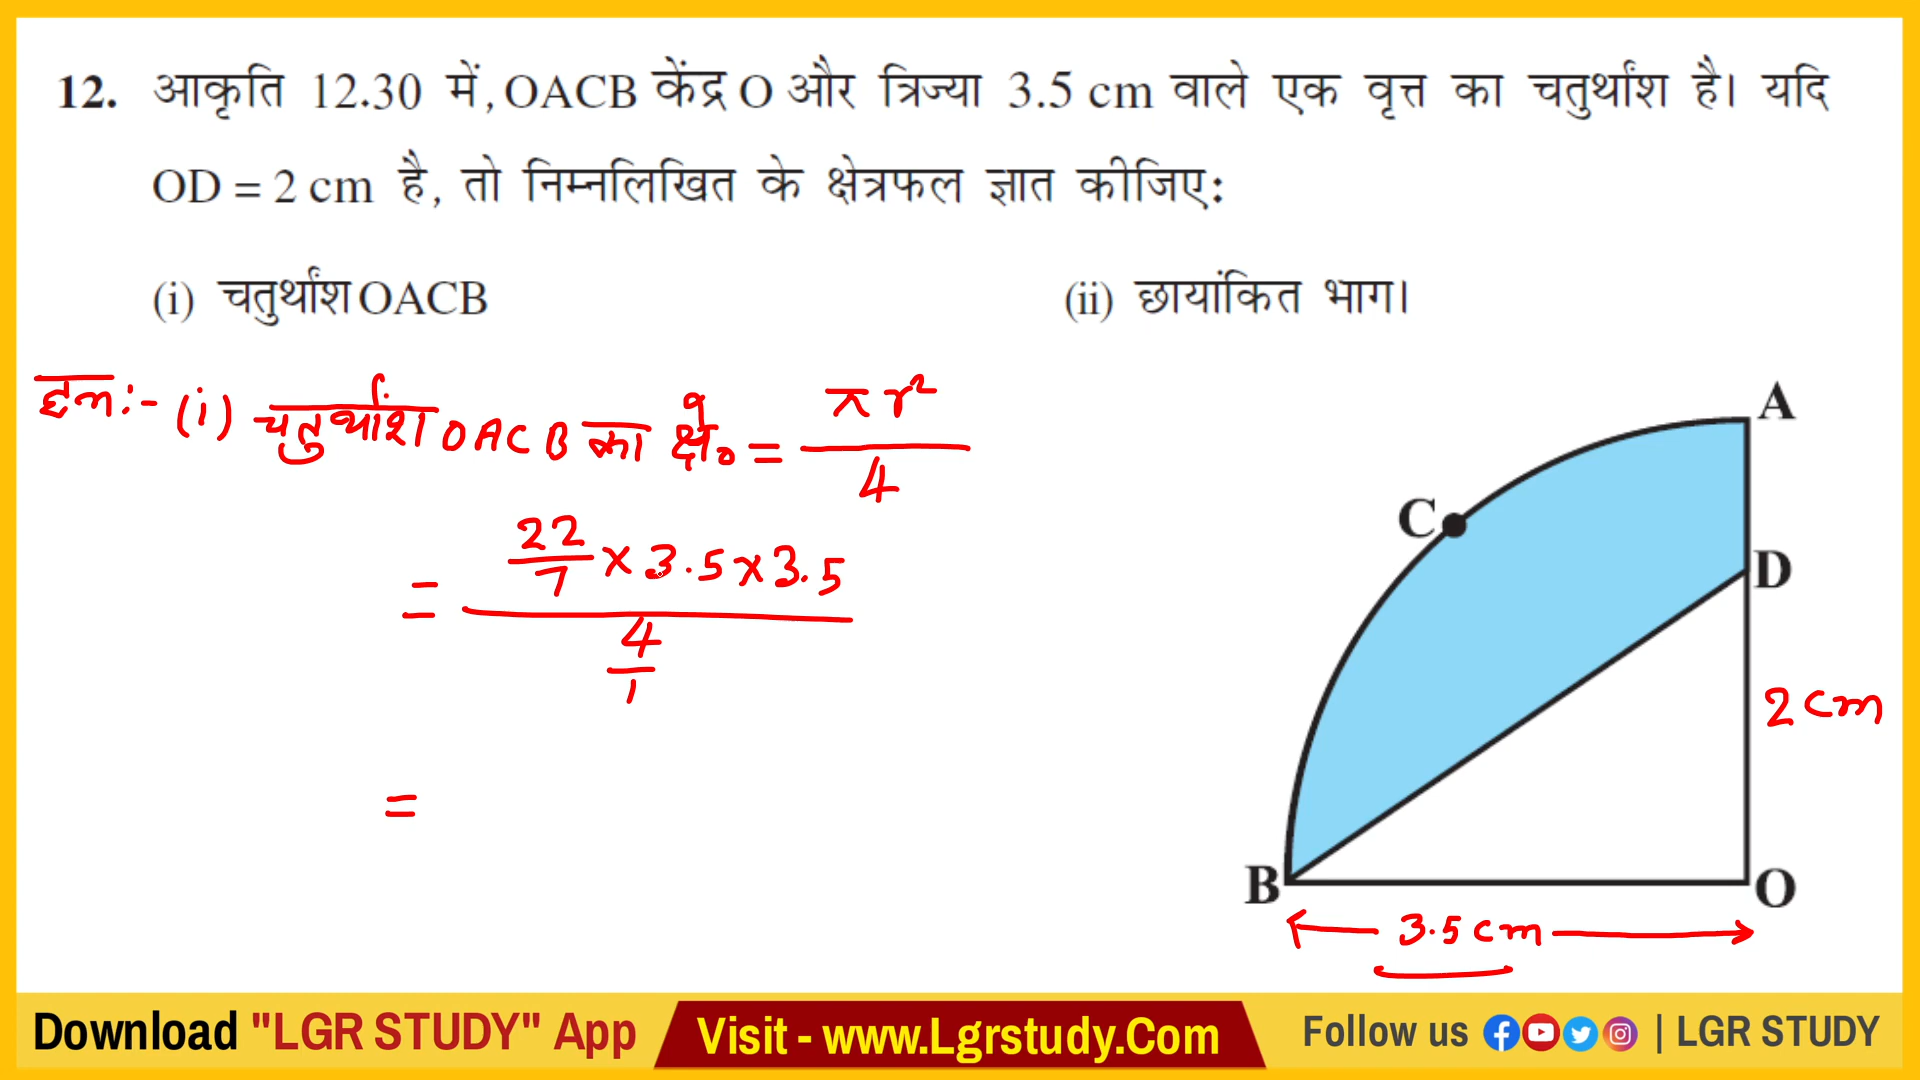 12. आकृति 12.30 में, OACB केंद्र O और त्रिज्या 3.5 cm वाले एक वृत्त का चतुर्थांश है। यदि
OD = 2 cm है, तो निम्नलिखित के क्षेत्रफल ज्ञात कीजिए:
(i) चतुर्थांश OACB (ii) छायांकित भाग।
हल:- (i) चतुर्थांश OACB का क्षे० = πr²/4
= 22/7 × 3.5 × 3.5
4/1
=
A
C
D
2 cm
B
O
3.5 cm
Download "LGR STUDY" App Visit - www.Lgrstudy.Com Follow us | LGR STUDY